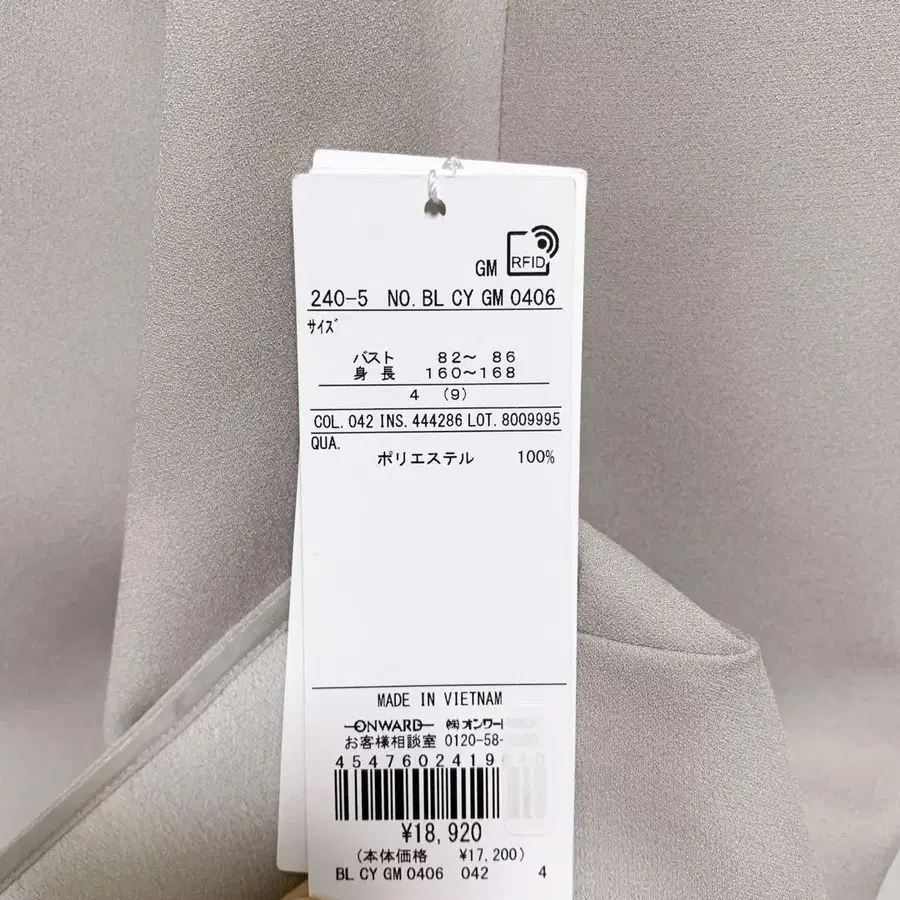 GM RFID
240-5 NO. BL CY GM 0406
サイズ
バスト 82～ 86
身 長 160～168
4 (9)
COL. 042 INS. 444286 LOT. 8009995
QUA.
ポリエステル 100%
MADE IN VIETNAM
ONWARD ㈱オンワー
お客様相談室 0120-58-
4547602419
¥18,920
(本体価格 ¥17,200)
BL CY GM 0406 042 4